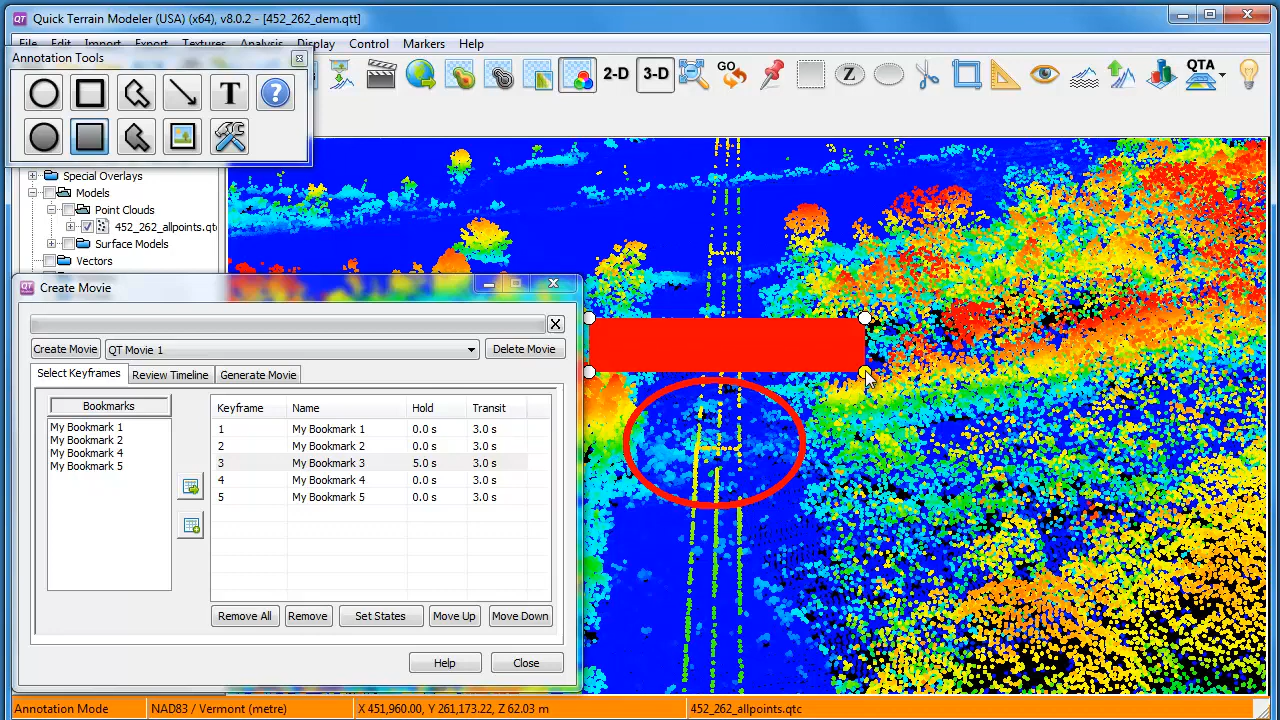 QT Quick Terrain Modeler (USA) (x64), v8.0.2 - [452_262_dem.qtt]
File Edit Import Export Textures Analysis Display Control Markers Help
Annotation Tools
T ?
2-D 3-D GO Z QTA
Special Overlays
Models
Point Clouds
452_262_allpoints.qtc
Surface Models
Vectors
QT Create Movie
X
Create Movie QT Movie 1 Delete Movie
Select Keyframes Review Timeline Generate Movie
Bookmarks
My Bookmark 1
My Bookmark 2
My Bookmark 4
My Bookmark 5
Keyframe Name Hold Transit
1 My Bookmark 1 0.0 s 3.0 s
2 My Bookmark 2 0.0 s 3.0 s
3 My Bookmark 3 5.0 s 3.0 s
4 My Bookmark 4 0.0 s 3.0 s
5 My Bookmark 5 0.0 s 3.0 s
Remove All Remove Set States Move Up Move Down
Help Close
Annotation Mode NAD83 / Vermont (metre) X 451,960.00, Y 261,173.22, Z 62.03 m 452_262_allpoints.qtc